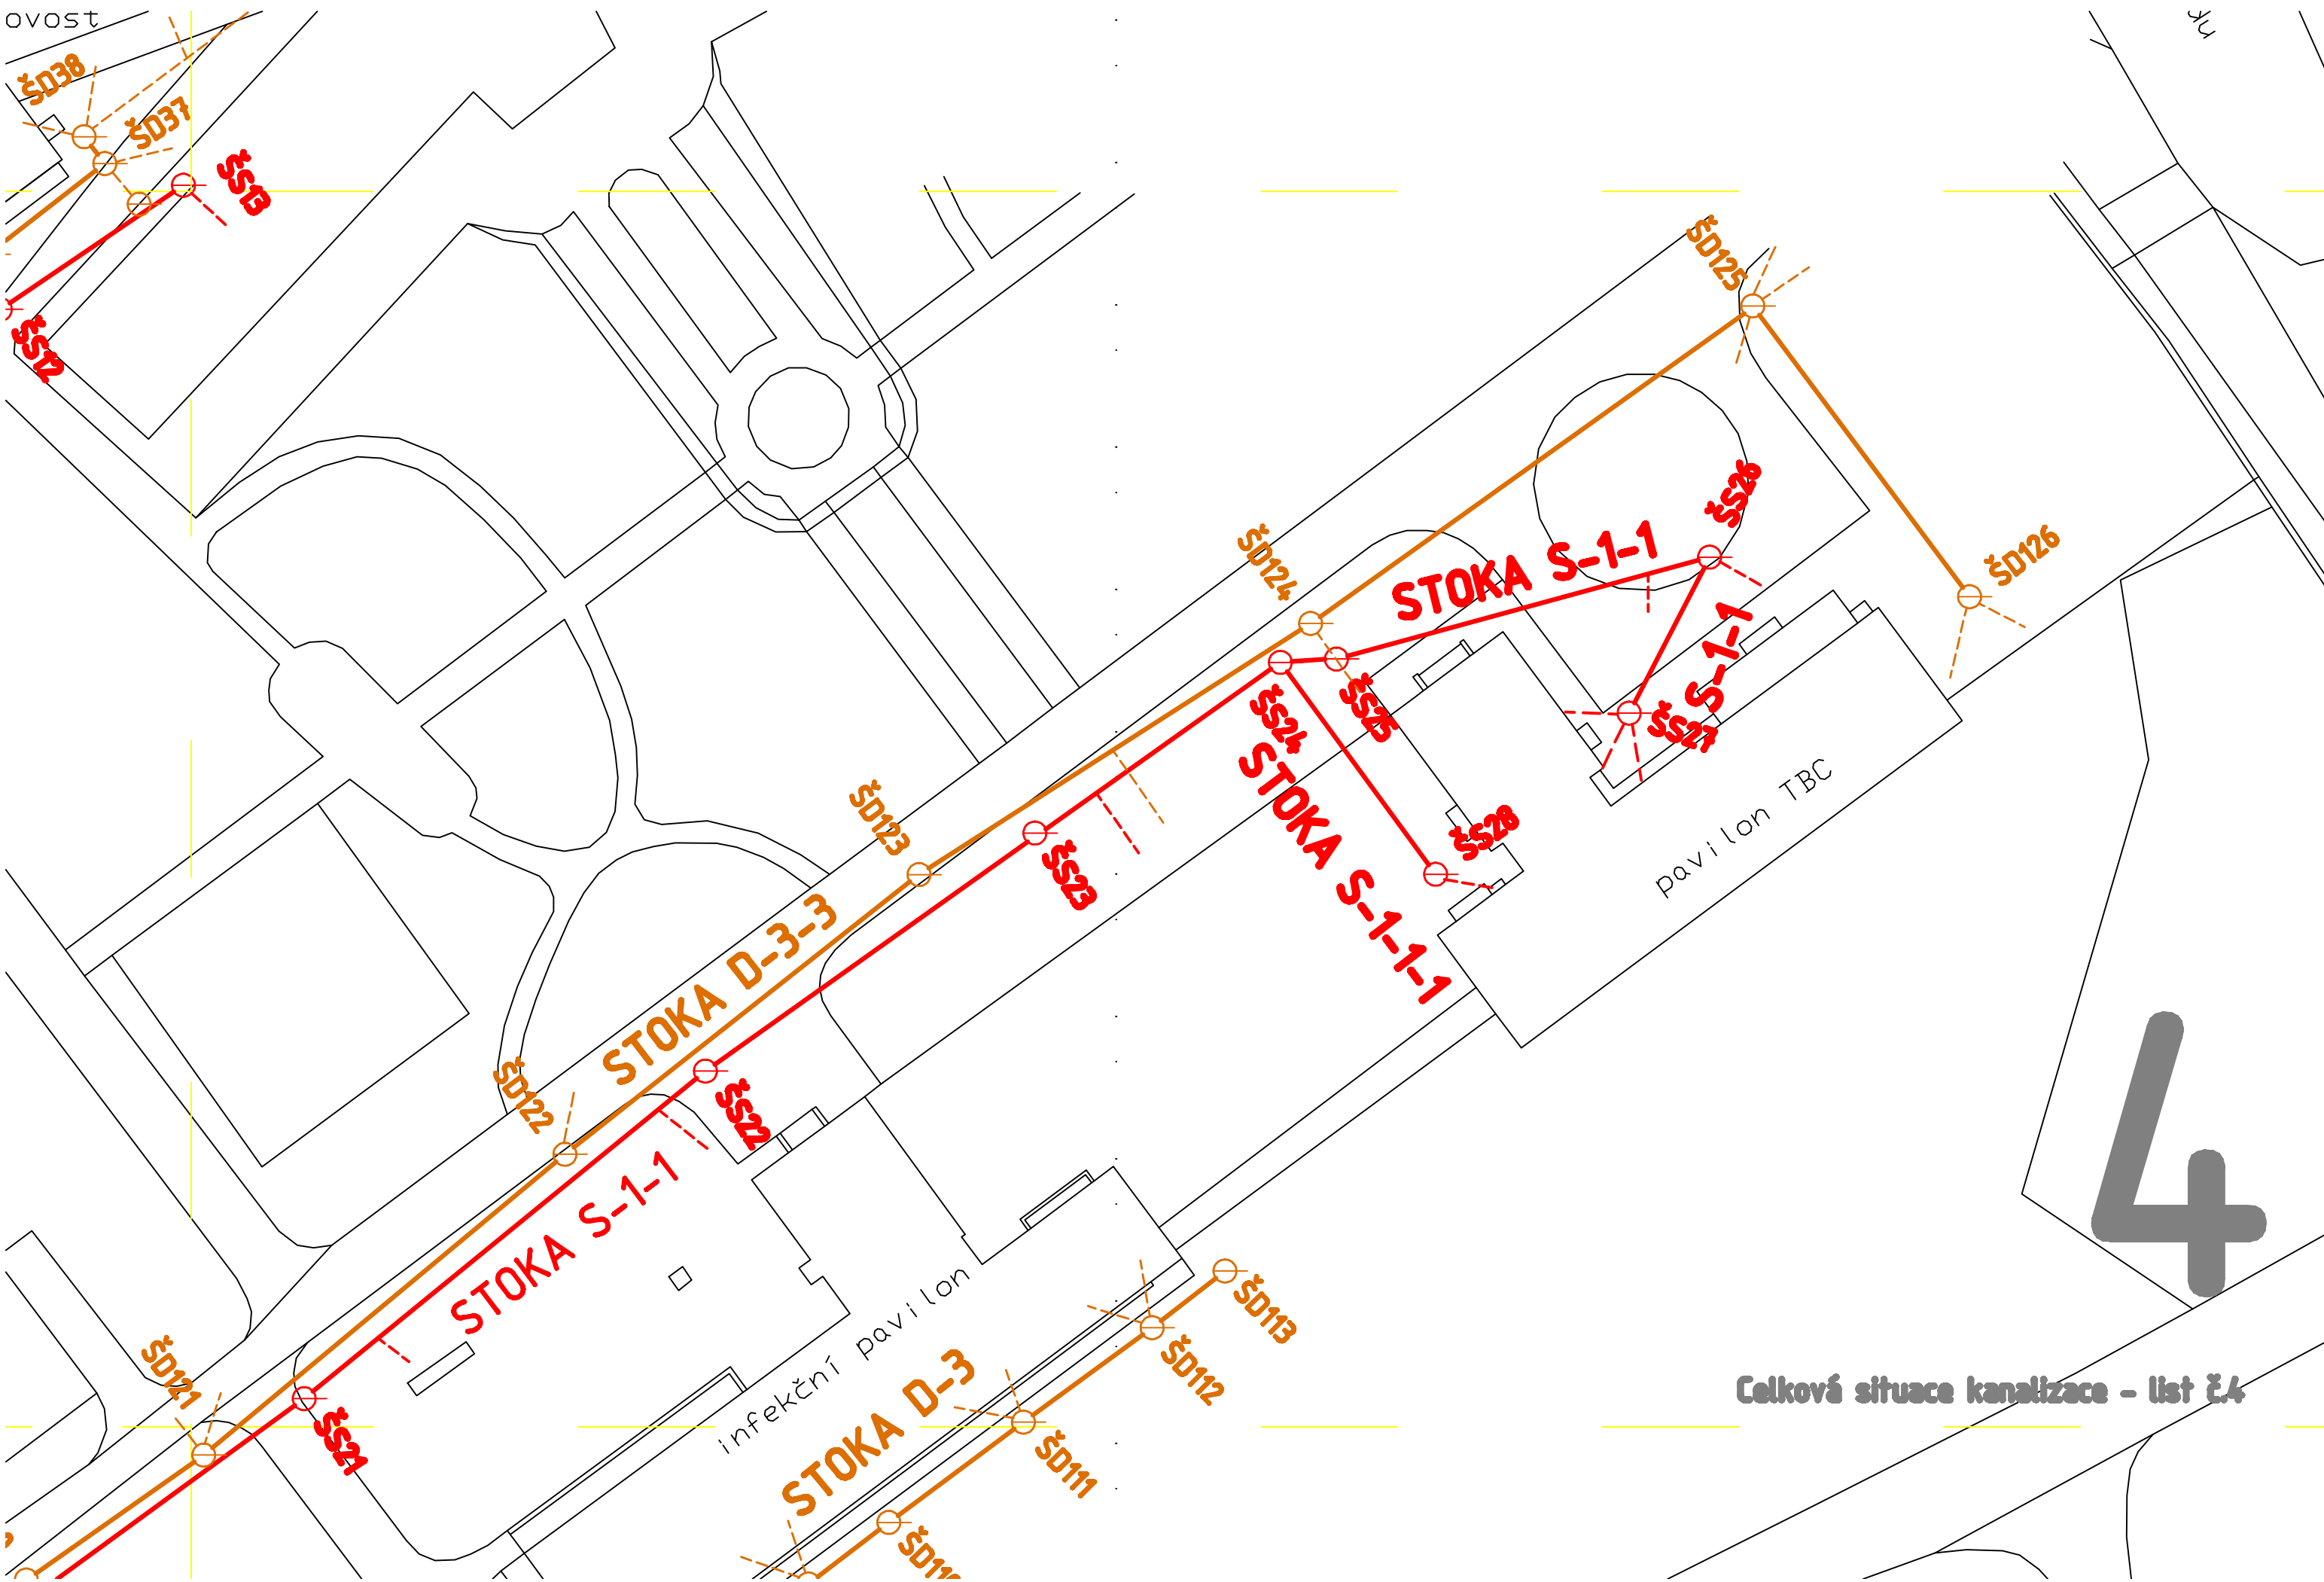 ovost
ŠD38
ŠD37
ŠD125
ŠD126
ŠD124
STOKA S-1-1
ŠS26
S-1-1
ŠS27
ŠS25
ŠS24
ŠD123
ŠS23
STOKA S-1-1-1
ŠS28
pavilon TBC
STOKA D-3-3
ŠD122
ŠS22
STOKA S-1-1
4
infekční pavilon
ŠD113
ŠD112
ŠD121
ŠS21
STOKA D-3
ŠD111
Celková situace kanalizace - list č.4